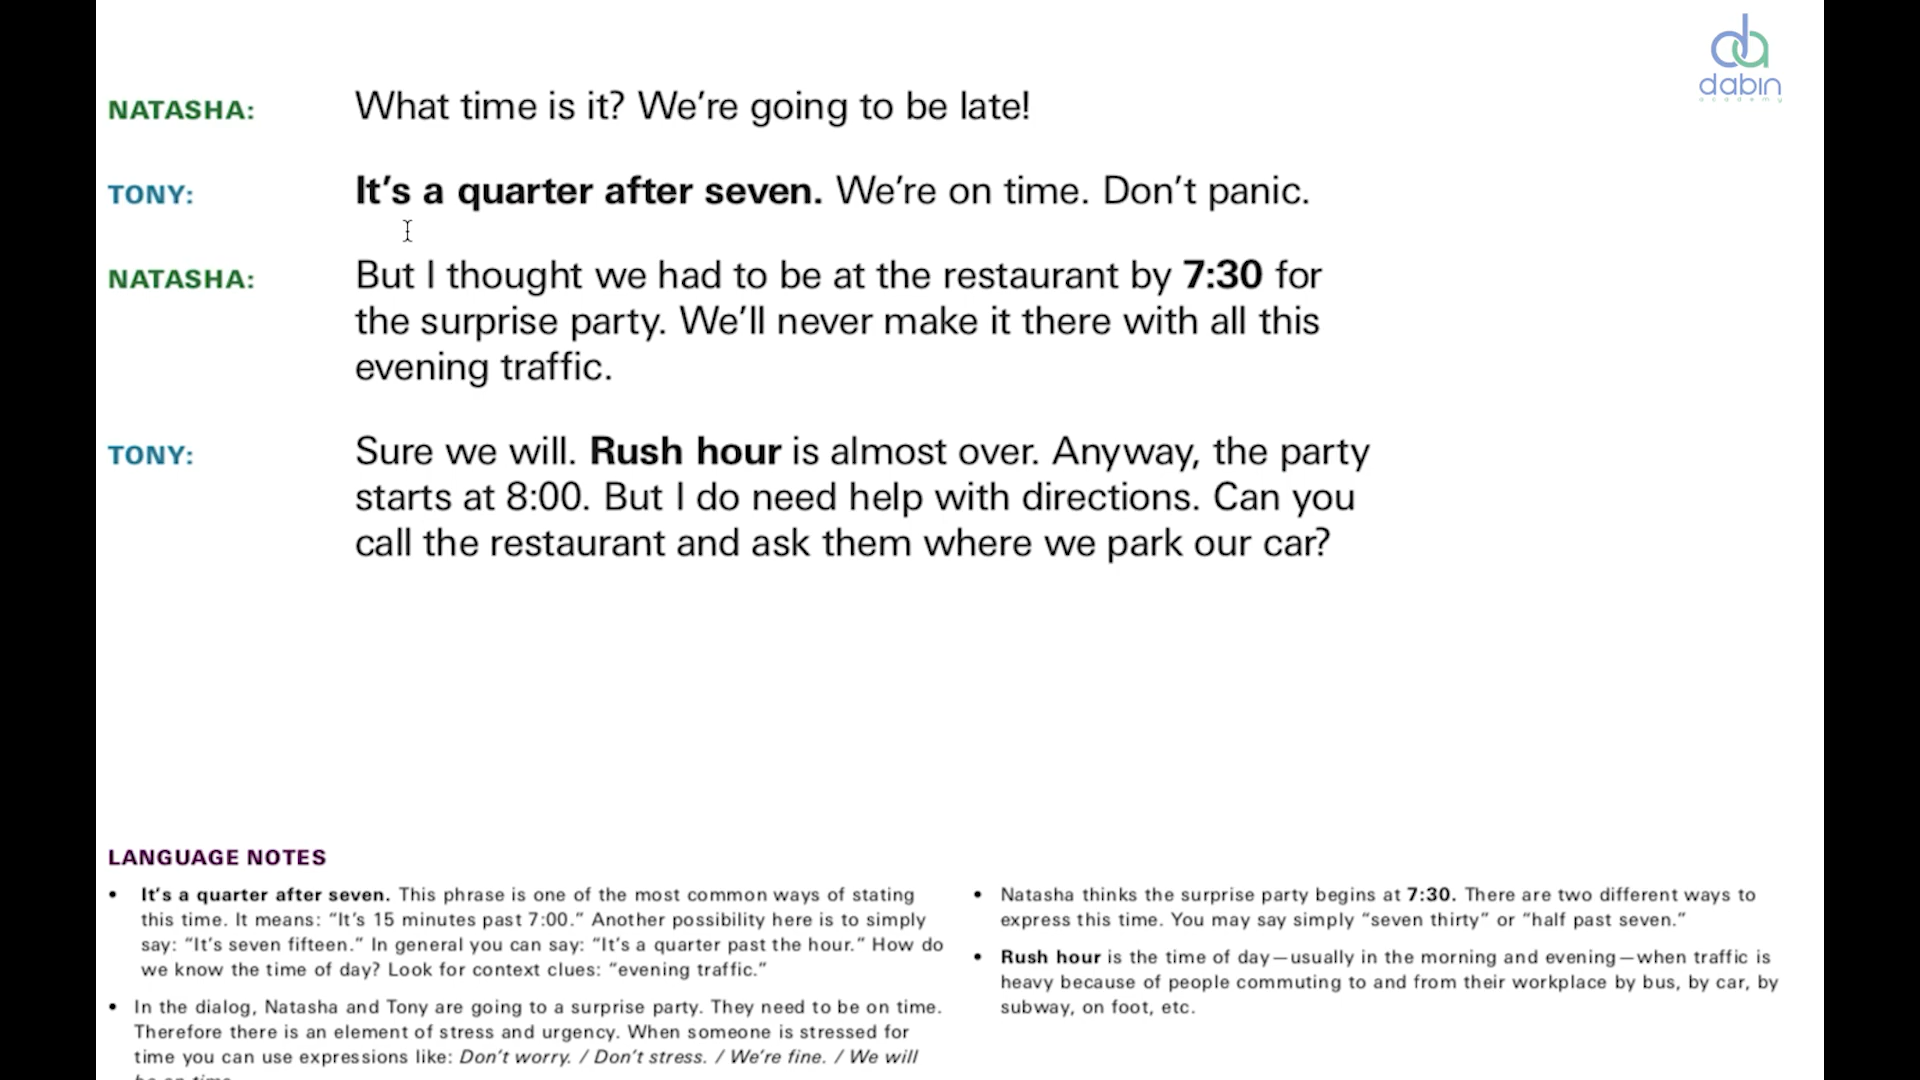 dabin
academy
NATASHA: What time is it? We're going to be late!
TONY: It's a quarter after seven. We're on time. Don't panic.
NATASHA: But I thought we had to be at the restaurant by 7:30 for
the surprise party. We'll never make it there with all this
evening traffic.
TONY: Sure we will. Rush hour is almost over. Anyway, the party
starts at 8:00. But I do need help with directions. Can you
call the restaurant and ask them where we park our car?
LANGUAGE NOTES
• It's a quarter after seven. This phrase is one of the most common ways of stating
this time. It means: “It's 15 minutes past 7:00.” Another possibility here is to simply
say: “It's seven fifteen.” In general you can say: “It's a quarter past the hour.” How do
we know the time of day? Look for context clues: “evening traffic.”
• In the dialog, Natasha and Tony are going to a surprise party. They need to be on time.
Therefore there is an element of stress and urgency. When someone is stressed for
time you can use expressions like: Don't worry. / Don't stress. / We're fine. / We will
be on time.
• Natasha thinks the surprise party begins at 7:30. There are two different ways to
express this time. You may say simply “seven thirty” or “half past seven.”
• Rush hour is the time of day—usually in the morning and evening—when traffic is
heavy because of people commuting to and from their workplace by bus, by car, by
subway, on foot, etc.